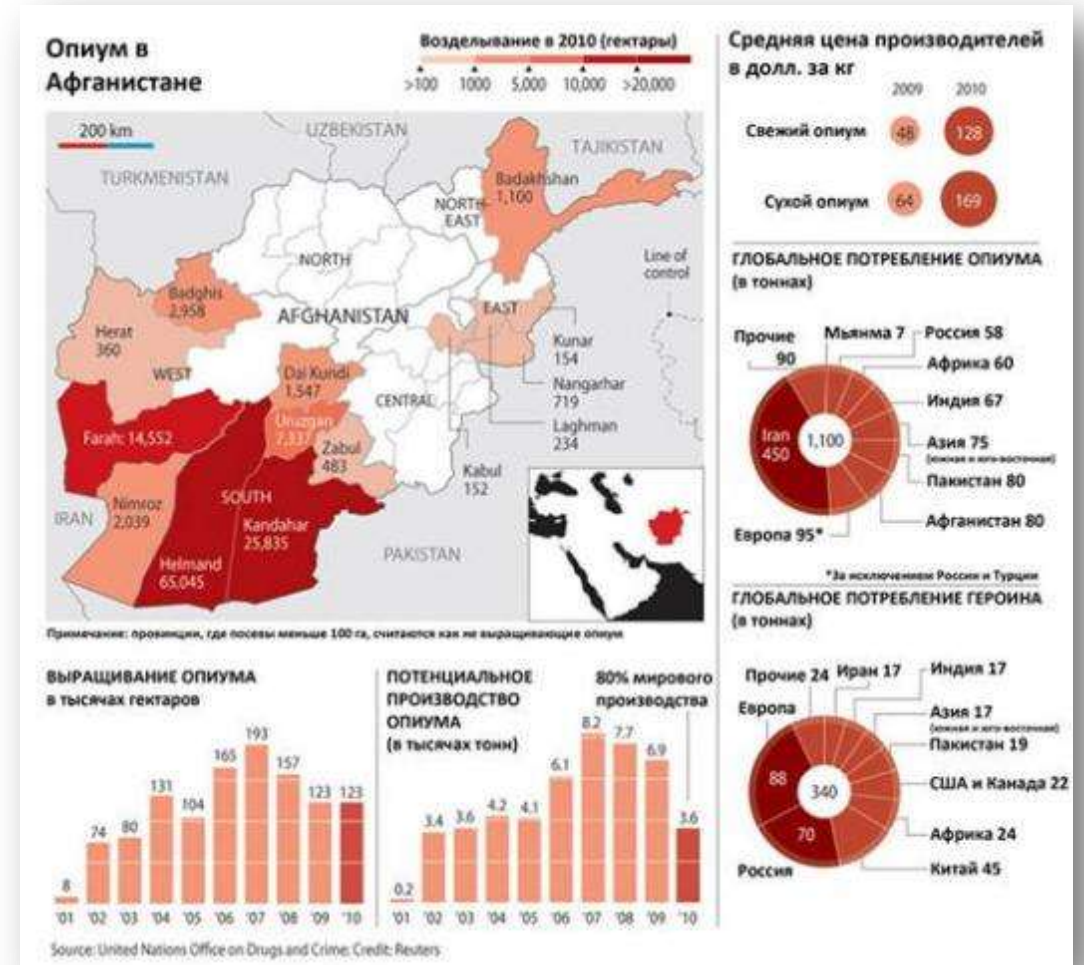 Опиум в
Афганистане
Возделывание в 2010 (гектары)
>100 1000 5,000 10,000 >20,000
200 km
UZBEKISTAN
TAJIKISTAN
TURKMENISTAN
Badakhshan
1,100
NORTH-
EAST
NORTH
Line of
control
Badghis
2,958
AFGHANISTAN
EAST
Herat
360
Kunar
154
WEST
Dai Kundi
1,547
Nangarhar
719
CENTRAL
Uruzgan
7,337
Laghman
234
Farah: 14,552
Zabul
483
Kabul
152
SOUTH
Nimroz
2,039
IRAN
Kandahar
25,835
Helmand
65,045
PAKISTAN
Примечание: провинции, где посевы меньше 100 га, считаются как не выращивающие опиум
ВЫРАЩИВАНИЕ ОПИУМА
в тысячах гектаров
8 74 80 131 104 165 193 157 123 123
'01 '02 '03 '04 '05 '06 '07 '08 '09 '10
ПОТЕНЦИАЛЬНОЕ
ПРОИЗВОДСТВО
ОПИУМА
(в тысячах тонн)
80% мирового
производства
0.2 3.4 3.6 4.2 4.1 6.1 8.2 7.7 6.9 3.6
'01 '02 '03 '04 '05 '06 '07 '08 '09 '10
Source: United Nations Office on Drugs and Crime; Credit: Reuters
Средняя цена производителей
в долл. за кг
2009 2010
Свежий опиум 48 128
Сухой опиум 64 169
ГЛОБАЛЬНОЕ ПОТРЕБЛЕНИЕ ОПИУМА
(в тоннах)
Прочие
90
Мьянма 7
Россия 58
Африка 60
Индия 67
Азия 75
(южная и юго-восточная)
Пакистан 80
Афганистан 80
Европа 95*
Iran
450
1,100
*За исключением России и Турции
ГЛОБАЛЬНОЕ ПОТРЕБЛЕНИЕ ГЕРОИНА
(в тоннах)
Прочие 24
Иран 17
Индия 17
Азия 17
(южная и юго-восточная)
Пакистан 19
США и Канада 22
Африка 24
Китай 45
Европа
88
340
70
Россия